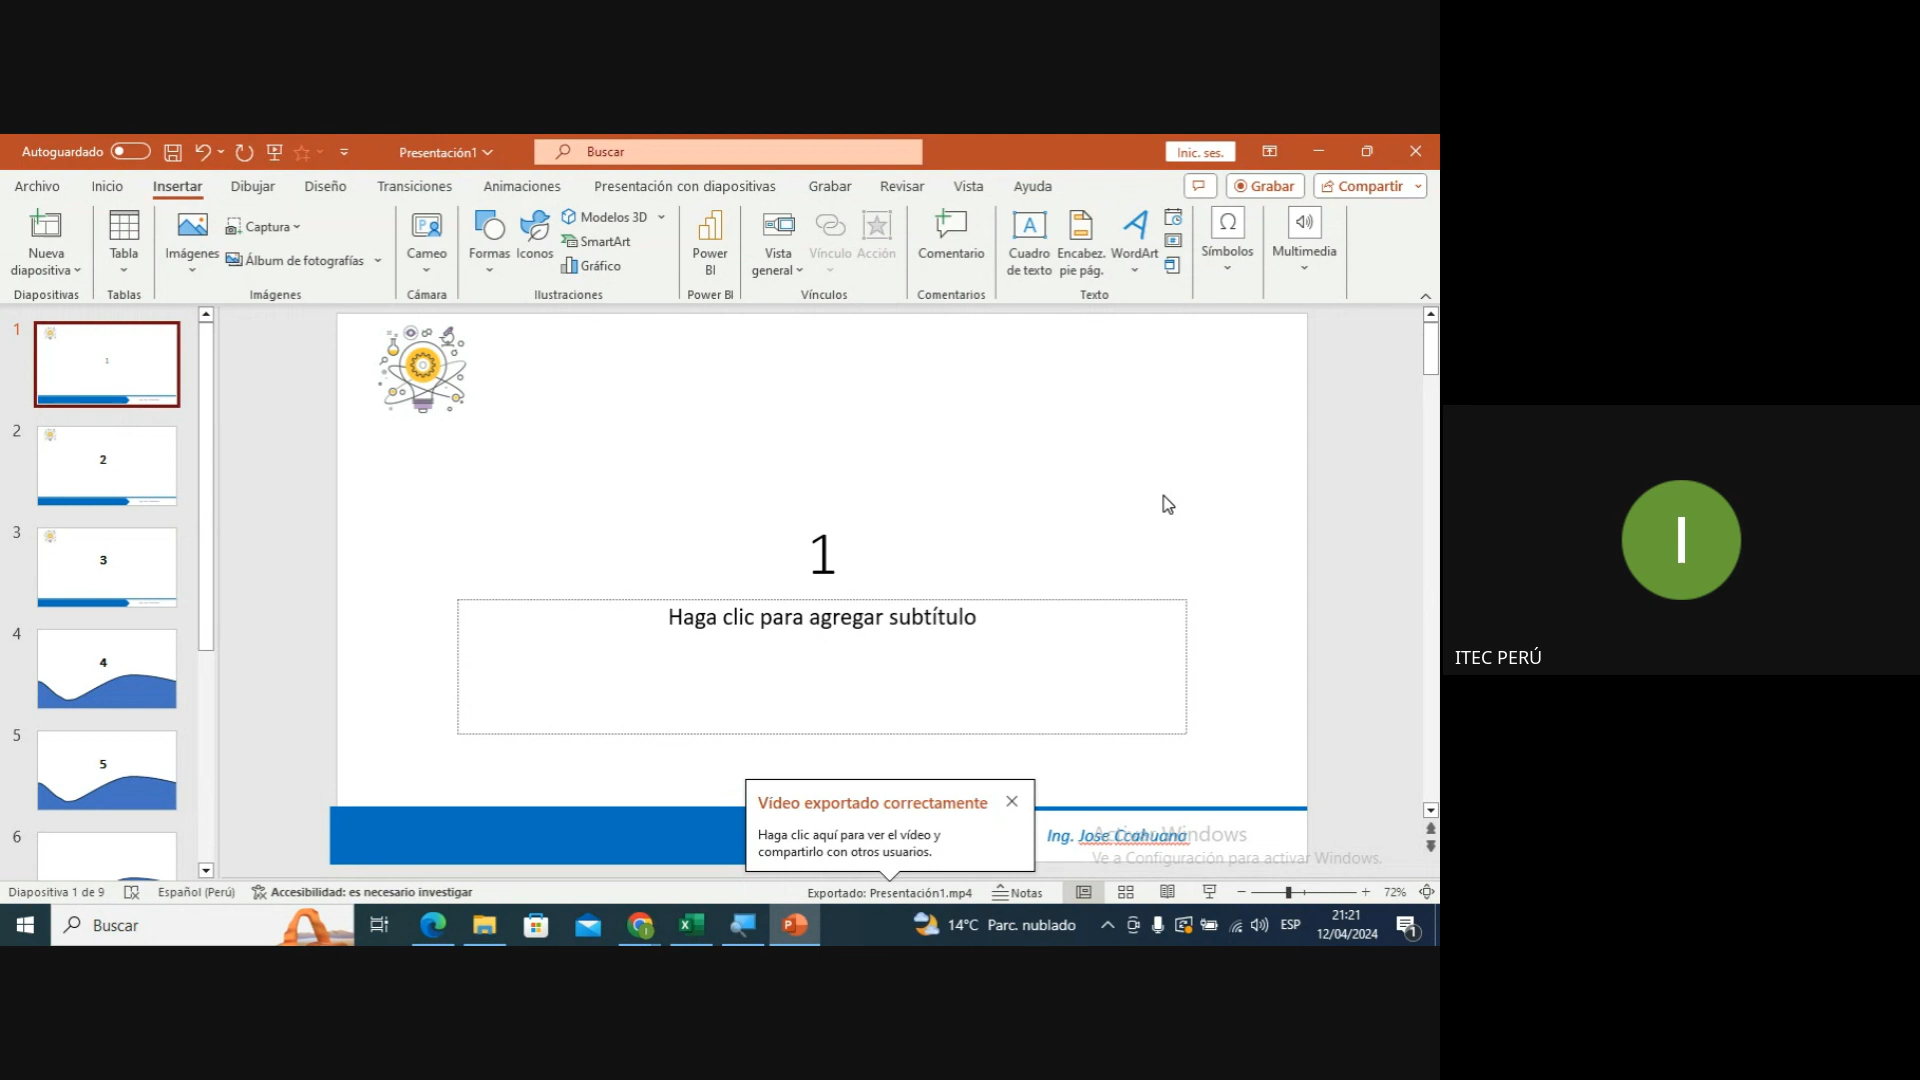 Autoguardado
Presentación1
Buscar
Inic. ses.
Archivo Inicio Insertar Dibujar Diseño Transiciones Animaciones Presentación con diapositivas Grabar Revisar Vista Ayuda
Grabar
Compartir
Nueva
diapositiva
Diapositivas
Tabla
Tablas
Imágenes
Captura
Álbum de fotografías
Imágenes
Cameo
Cámara
Formas
Iconos
Modelos 3D
SmartArt
Gráfico
Ilustraciones
Power
BI
Power BI
Vista
general
Vínculo
Acción
Vínculos
Comentario
Comentarios
Cuadro
de texto
Encabez.
pie pág.
WordArt
Texto
Símbolos
Multimedia
1
1
2
2
3
3
4
4
5
5
6
1
Haga clic para agregar subtítulo
Vídeo exportado correctamente
Haga clic aquí para ver el vídeo y
compartirlo con otros usuarios.
Ing. Jose Ccahuana
Activar Windows
Ve a Configuración para activar Windows.
Diapositiva 1 de 9
Español (Perú)
Accesibilidad: es necesario investigar
Exportado: Presentación1.mp4
Notas
72%
Buscar
14°C Parc. nublado
ESP
21:21
12/04/2024
1
I
ITEC PERÚ